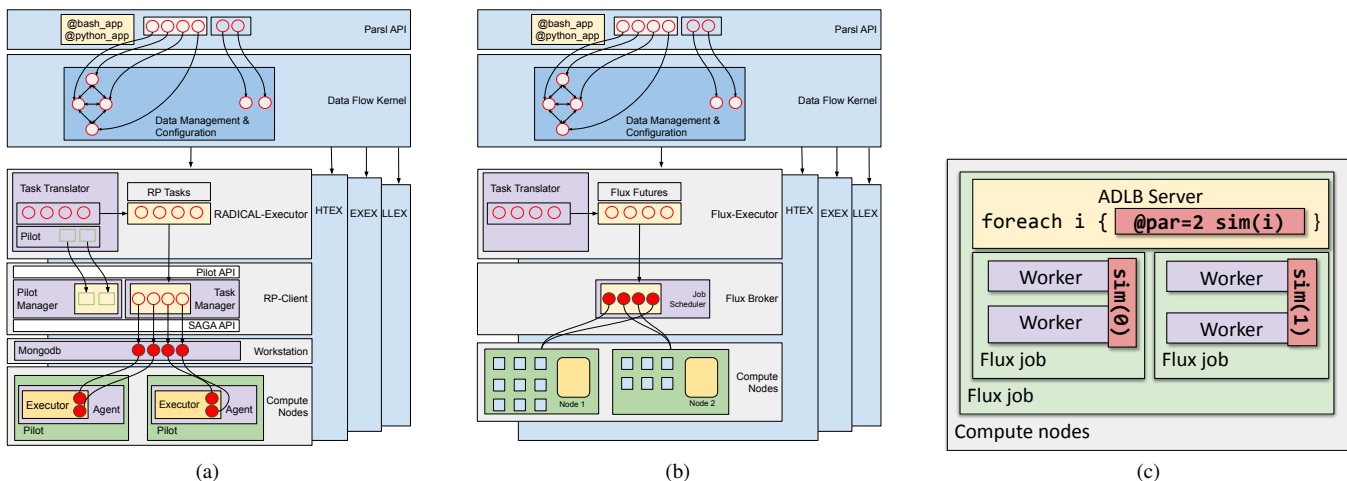 @bash_app
@python_app
Parsl API
Data Flow Kernel
Data Management &
Configuration
Task Translator
RP Tasks
RADICAL-Executor
Pilot
HTEX
EXEX
LLEX
Pilot API
Pilot
Manager
Task
Manager
RP-Client
SAGA API
Mongodb
Workstation
Executor
Agent
Pilot
Executor
Agent
Pilot
Compute
Nodes
(a)
@bash_app
@python_app
Parsl API
Data Flow Kernel
Data Management &
Configuration
Task Translator
Flux Futures
Flux-Executor
HTEX
EXEX
LLEX
Job
Scheduler
Flux Broker
Node 1
Node 2
Compute
Nodes
(b)
ADLB Server
foreach i { @par=2 sim(i) }
Worker
Worker
sim(0)
Flux job
Worker
Worker
sim(1)
Flux job
Flux job
Compute nodes
(c)